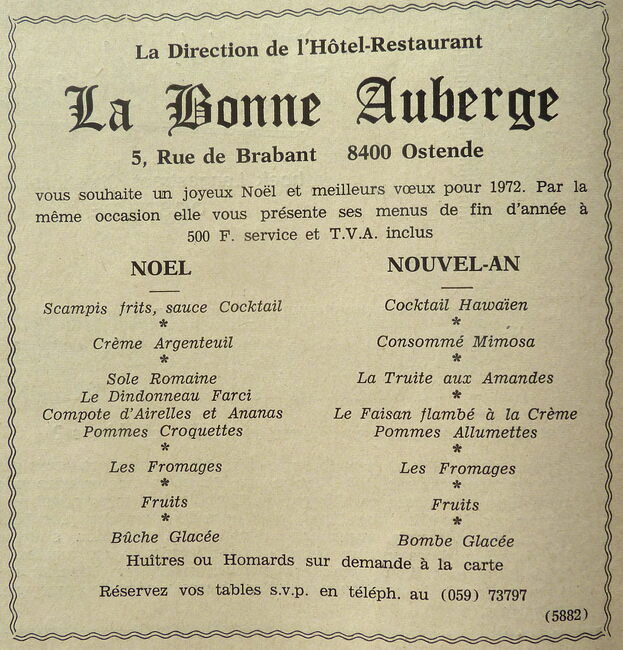 La Direction de l'Hôtel-Restaurant
La Bonne Auberge
5, Rue de Brabant 8400 Ostende
vous souhaite un joyeux Noël et meilleurs vœux pour 1972. Par la
même occasion elle vous présente ses menus de fin d'année à
500 F. service et T.V.A. inclus
NOEL
Scampis frits, sauce Cocktail
*
Crème Argenteuil
*
Sole Romaine
Le Dindonneau Farci
Compote d'Airelles et Ananas
Pommes Croquettes
*
Les Fromages
*
Fruits
*
Bûche Glacée
NOUVEL-AN
Cocktail Hawaïen
*
Consommé Mimosa
*
La Truite aux Amandes
*
Le Faisan flambé à la Crème
Pommes Allumettes
*
Les Fromages
*
Fruits
*
Bombe Glacée
Huîtres ou Homards sur demande à la carte
Réservez vos tables s.v.p. en téléph. au (059) 73797
(5882)